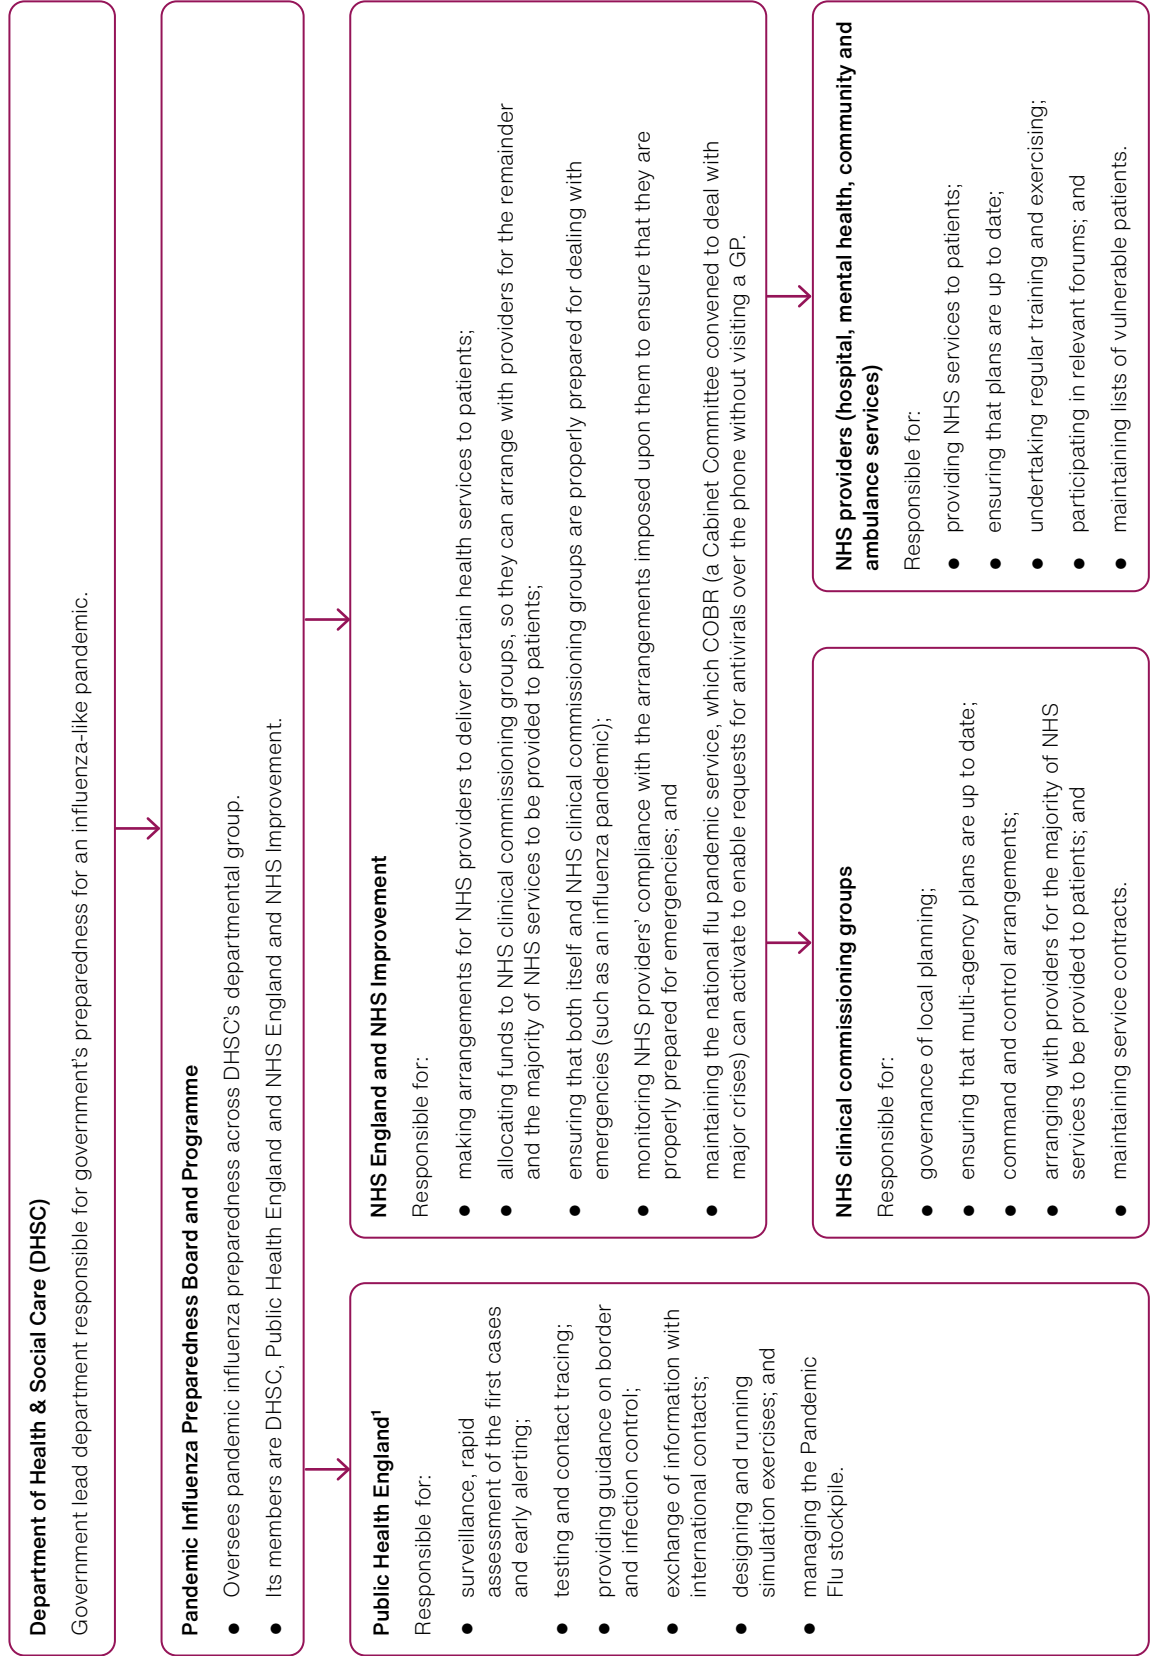 Department of Health & Social Care (DHSC)
Government lead department responsible for government’s preparedness for an influenza-like pandemic.
Pandemic Influenza Preparedness Board and Programme
● Oversees pandemic influenza preparedness across DHSC’s departmental group.
● Its members are DHSC, Public Health England and NHS England and NHS Improvement.
Public Health England¹
Responsible for:
● surveillance, rapid
assessment of the first cases
and early alerting;
● testing and contact tracing;
● providing guidance on border
and infection control;
● exchange of information with
international contacts;
● designing and running
simulation exercises; and
● managing the Pandemic
Flu stockpile.
NHS England and NHS Improvement
Responsible for:
● making arrangements for NHS providers to deliver certain health services to patients;
● allocating funds to NHS clinical commissioning groups, so they can arrange with providers for the remainder
and the majority of NHS services to be provided to patients;
● ensuring that both itself and NHS clinical commissioning groups are properly prepared for dealing with
emergencies (such as an influenza pandemic);
● monitoring NHS providers’ compliance with the arrangements imposed upon them to ensure that they are
properly prepared for emergencies; and
● maintaining the national flu pandemic service, which COBR (a Cabinet Committee convened to deal with
major crises) can activate to enable requests for antivirals over the phone without visiting a GP.
NHS clinical commissioning groups
Responsible for:
● governance of local planning;
● ensuring that multi-agency plans are up to date;
● command and control arrangements;
● arranging with providers for the majority of NHS
services to be provided to patients; and
● maintaining service contracts.
NHS providers (hospital, mental health, community and
ambulance services)
Responsible for:
● providing NHS services to patients;
● ensuring that plans are up to date;
● undertaking regular training and exercising;
● participating in relevant forums; and
● maintaining lists of vulnerable patients.